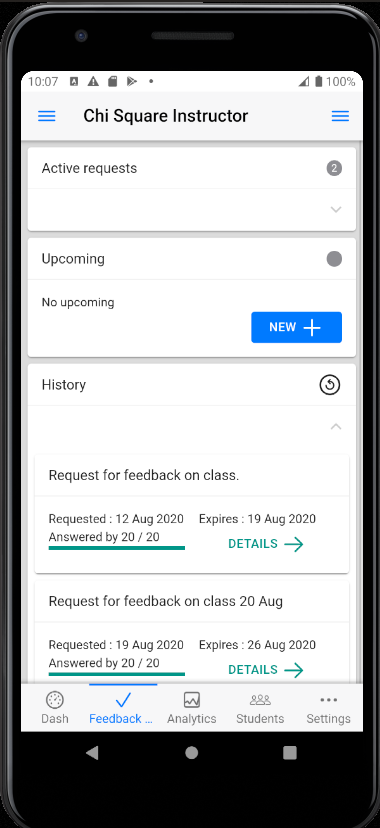 10:07 100%
Chi Square Instructor
Active requests 2
Upcoming
No upcoming
NEW
History
Request for feedback on class.
Requested : 12 Aug 2020 Expires : 19 Aug 2020
Answered by 20 / 20
DETAILS
Request for feedback on class 20 Aug
Requested : 19 Aug 2020 Expires : 26 Aug 2020
Answered by 20 / 20
DETAILS
Dash Feedback ... Analytics Students Settings